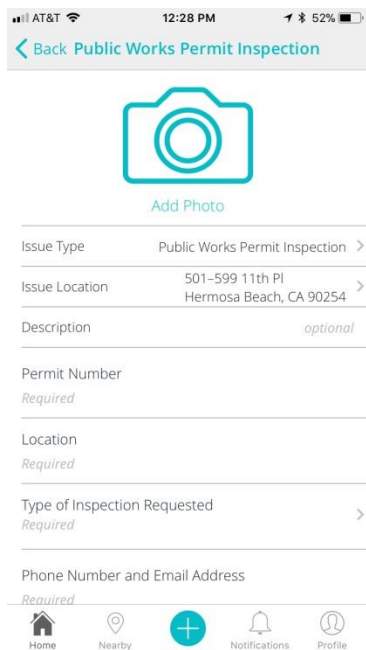 AT&T 12:28 PM 52%
Back Public Works Permit Inspection
Add Photo
Issue Type Public Works Permit Inspection
Issue Location 501–599 11th Pl
Hermosa Beach, CA 90254
Description optional
Permit Number
Required
Location
Required
Type of Inspection Requested
Required
Phone Number and Email Address
Required
Home Nearby Notifications Profile